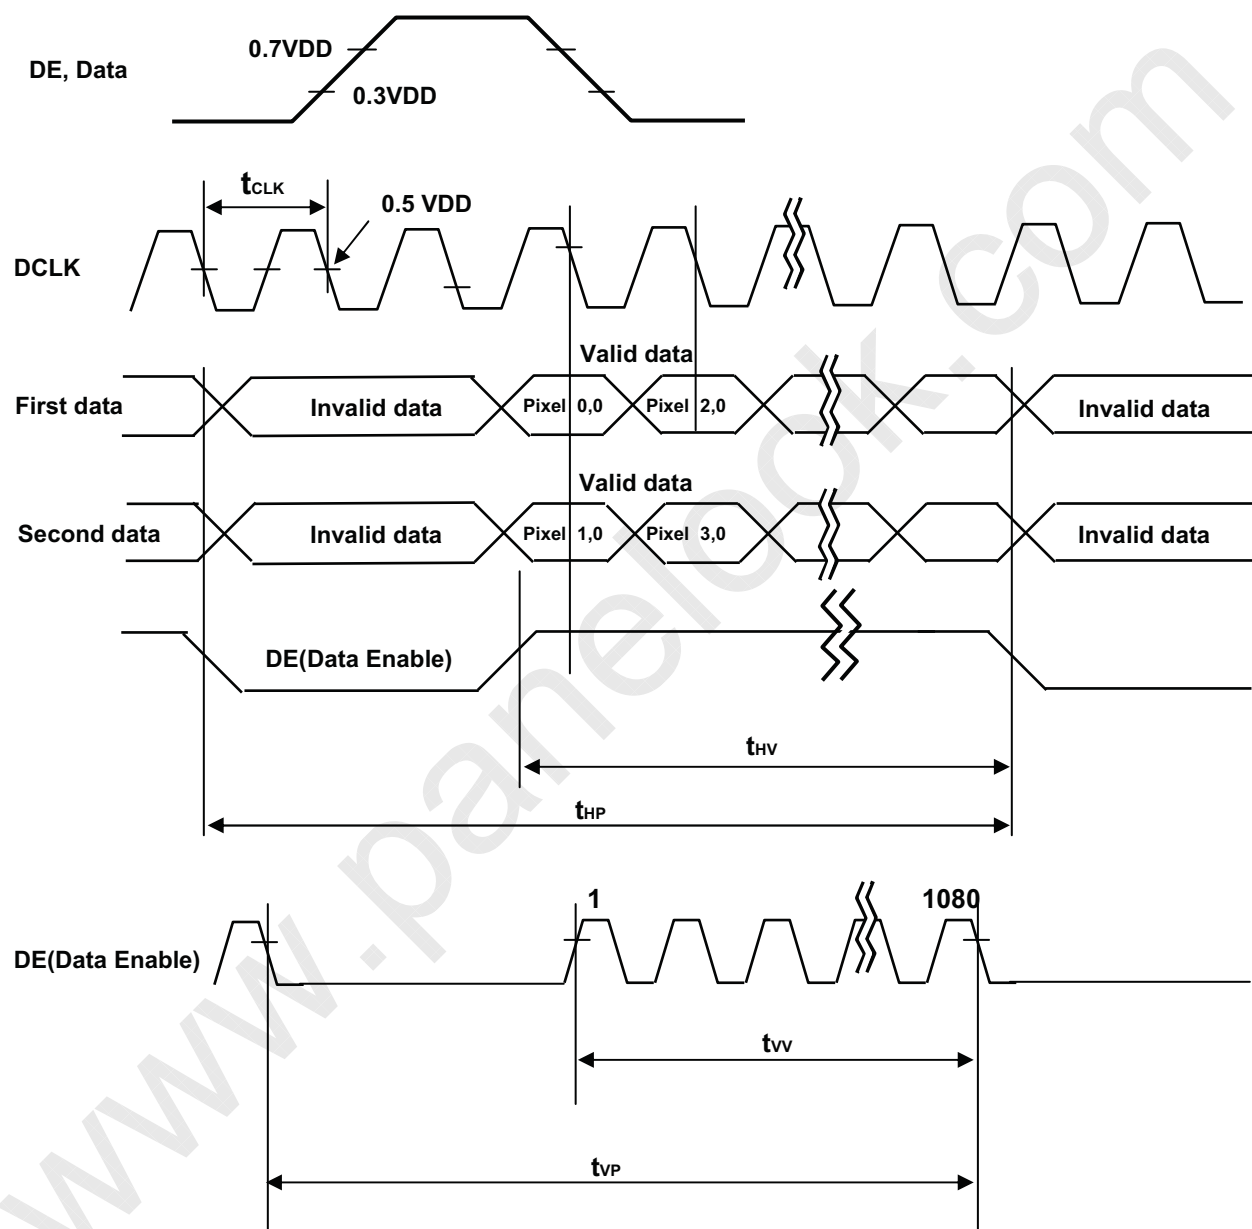 0.7VDD
DE, Data
0.3VDD
tCLK
0.5 VDD
DCLK
Valid data
First data
Invalid data
Pixel 0,0
Pixel 2,0
Invalid data
Valid data
Second data
Invalid data
Pixel 1,0
Pixel 3,0
Invalid data
DE(Data Enable)
tHV
tHP
1
1080
DE(Data Enable)
tVV
tVP
www.panelook.com